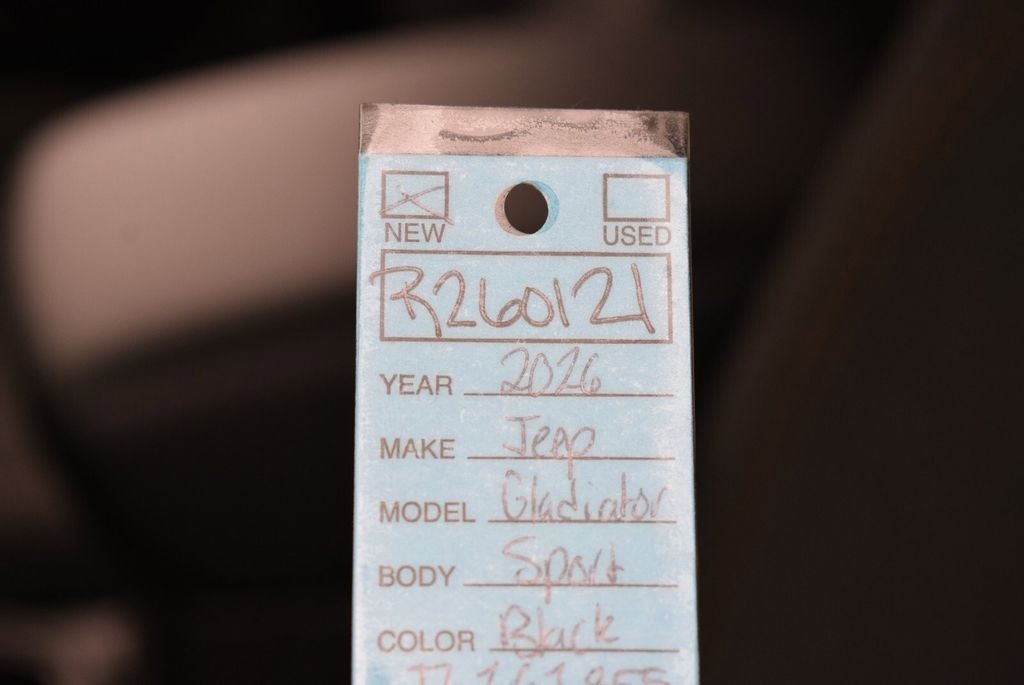 NEW USED
R260121
YEAR 2026
MAKE Jeep
MODEL Gladiator
BODY Sport
COLOR Black